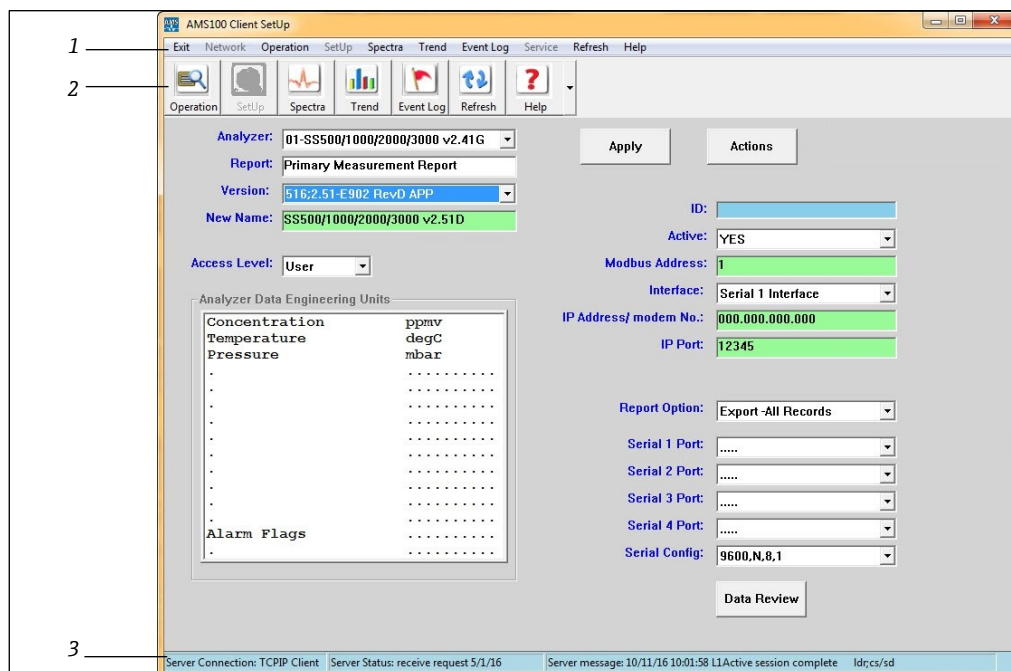 AMS100 Client SetUp
1
Exit Network Operation SetUp Spectra Trend Event Log Service Refresh Help
2
Operation SetUp Spectra Trend Event Log Refresh Help
Analyzer: 01-SS500/1000/2000/3000 v2.41G
Apply Actions
Report: Primary Measurement Report
Version: 516;2.51-E902 RevD APP
New Name: SS500/1000/2000/3000 v2.51D
ID:
Active: YES
Access Level: User
Modbus Address: 1
Interface: Serial 1 Interface
Analyzer Data Engineering Units
IP Address/ modem No.: 000.000.000.000
Concentration ppmv
Temperature degC
IP Port: 12345
Pressure mbar
. ..........
. ..........
. ..........
Report Option: Export -All Records
. ..........
. ..........
Serial 1 Port: .....
. ..........
Serial 2 Port: .....
. ..........
. ..........
Serial 3 Port: .....
. ..........
. ..........
Serial 4 Port: .....
Alarm Flags ..........
. ..........
Serial Config: 9600,N,8,1
Data Review
3
Server Connection: TCPIP Client Server Status: receive request 5/1/16 Server message: 10/11/16 10:01:58 L1Active session complete ldr;cs/sd